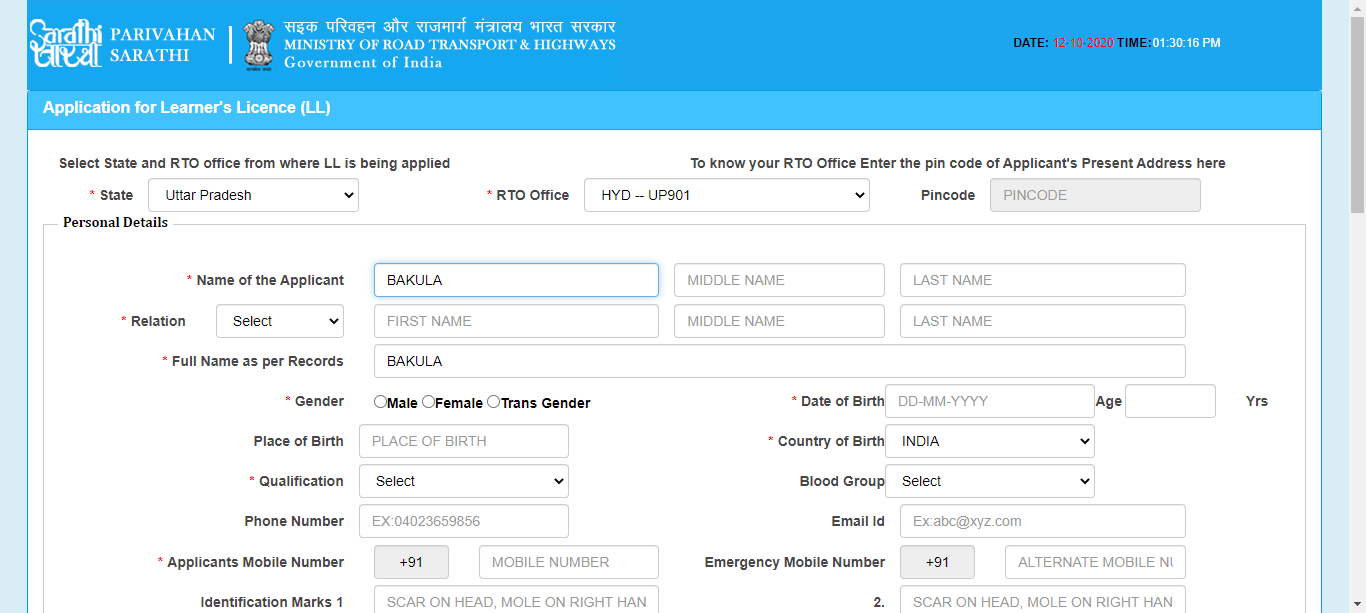 Sarathi सारथी
PARIVAHAN SARATHI
सड़क परिवहन और राजमार्ग मंत्रालय भारत सरकार
MINISTRY OF ROAD TRANSPORT & HIGHWAYS
Government of India
DATE: 12-10-2020 TIME:01:30:16 PM
Application for Learner's Licence (LL)
Select State and RTO office from where LL is being applied To know your RTO Office Enter the pin code of Applicant's Present Address here
* State Uttar Pradesh * RTO Office HYD -- UP901 Pincode PINCODE
Personal Details
* Name of the Applicant BAKULA MIDDLE NAME LAST NAME
* Relation Select FIRST NAME MIDDLE NAME LAST NAME
* Full Name as per Records BAKULA
* Gender Male Female Trans Gender * Date of Birth DD-MM-YYYY Age Yrs
Place of Birth PLACE OF BIRTH * Country of Birth INDIA
* Qualification Select Blood Group Select
Phone Number EX:04023659856 Email Id Ex:abc@xyz.com
* Applicants Mobile Number +91 MOBILE NUMBER Emergency Mobile Number +91 ALTERNATE MOBILE NU
Identification Marks 1 SCAR ON HEAD, MOLE ON RIGHT HAN 2. SCAR ON HEAD, MOLE ON RIGHT HAN